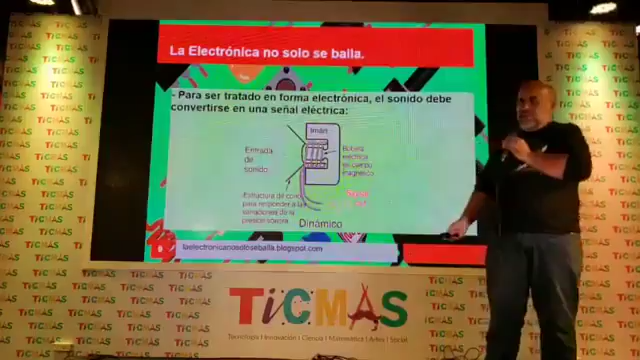 La Electrónica no solo se baila.
- Para ser tratado en forma electrónica, el sonido debe
convertirse en una señal eléctrica:
Imán
Entrada
de
sonido
Bobina
eléctrica
en campo
magnético
Estructura de cono
para responder a las
variaciones de la
presión sonora
Dinámico
laelectronicanosolosebaila.blogspot.com
TiCMAS
Tecnología | Innovación | Ciencia | Matemática | Artes | Social